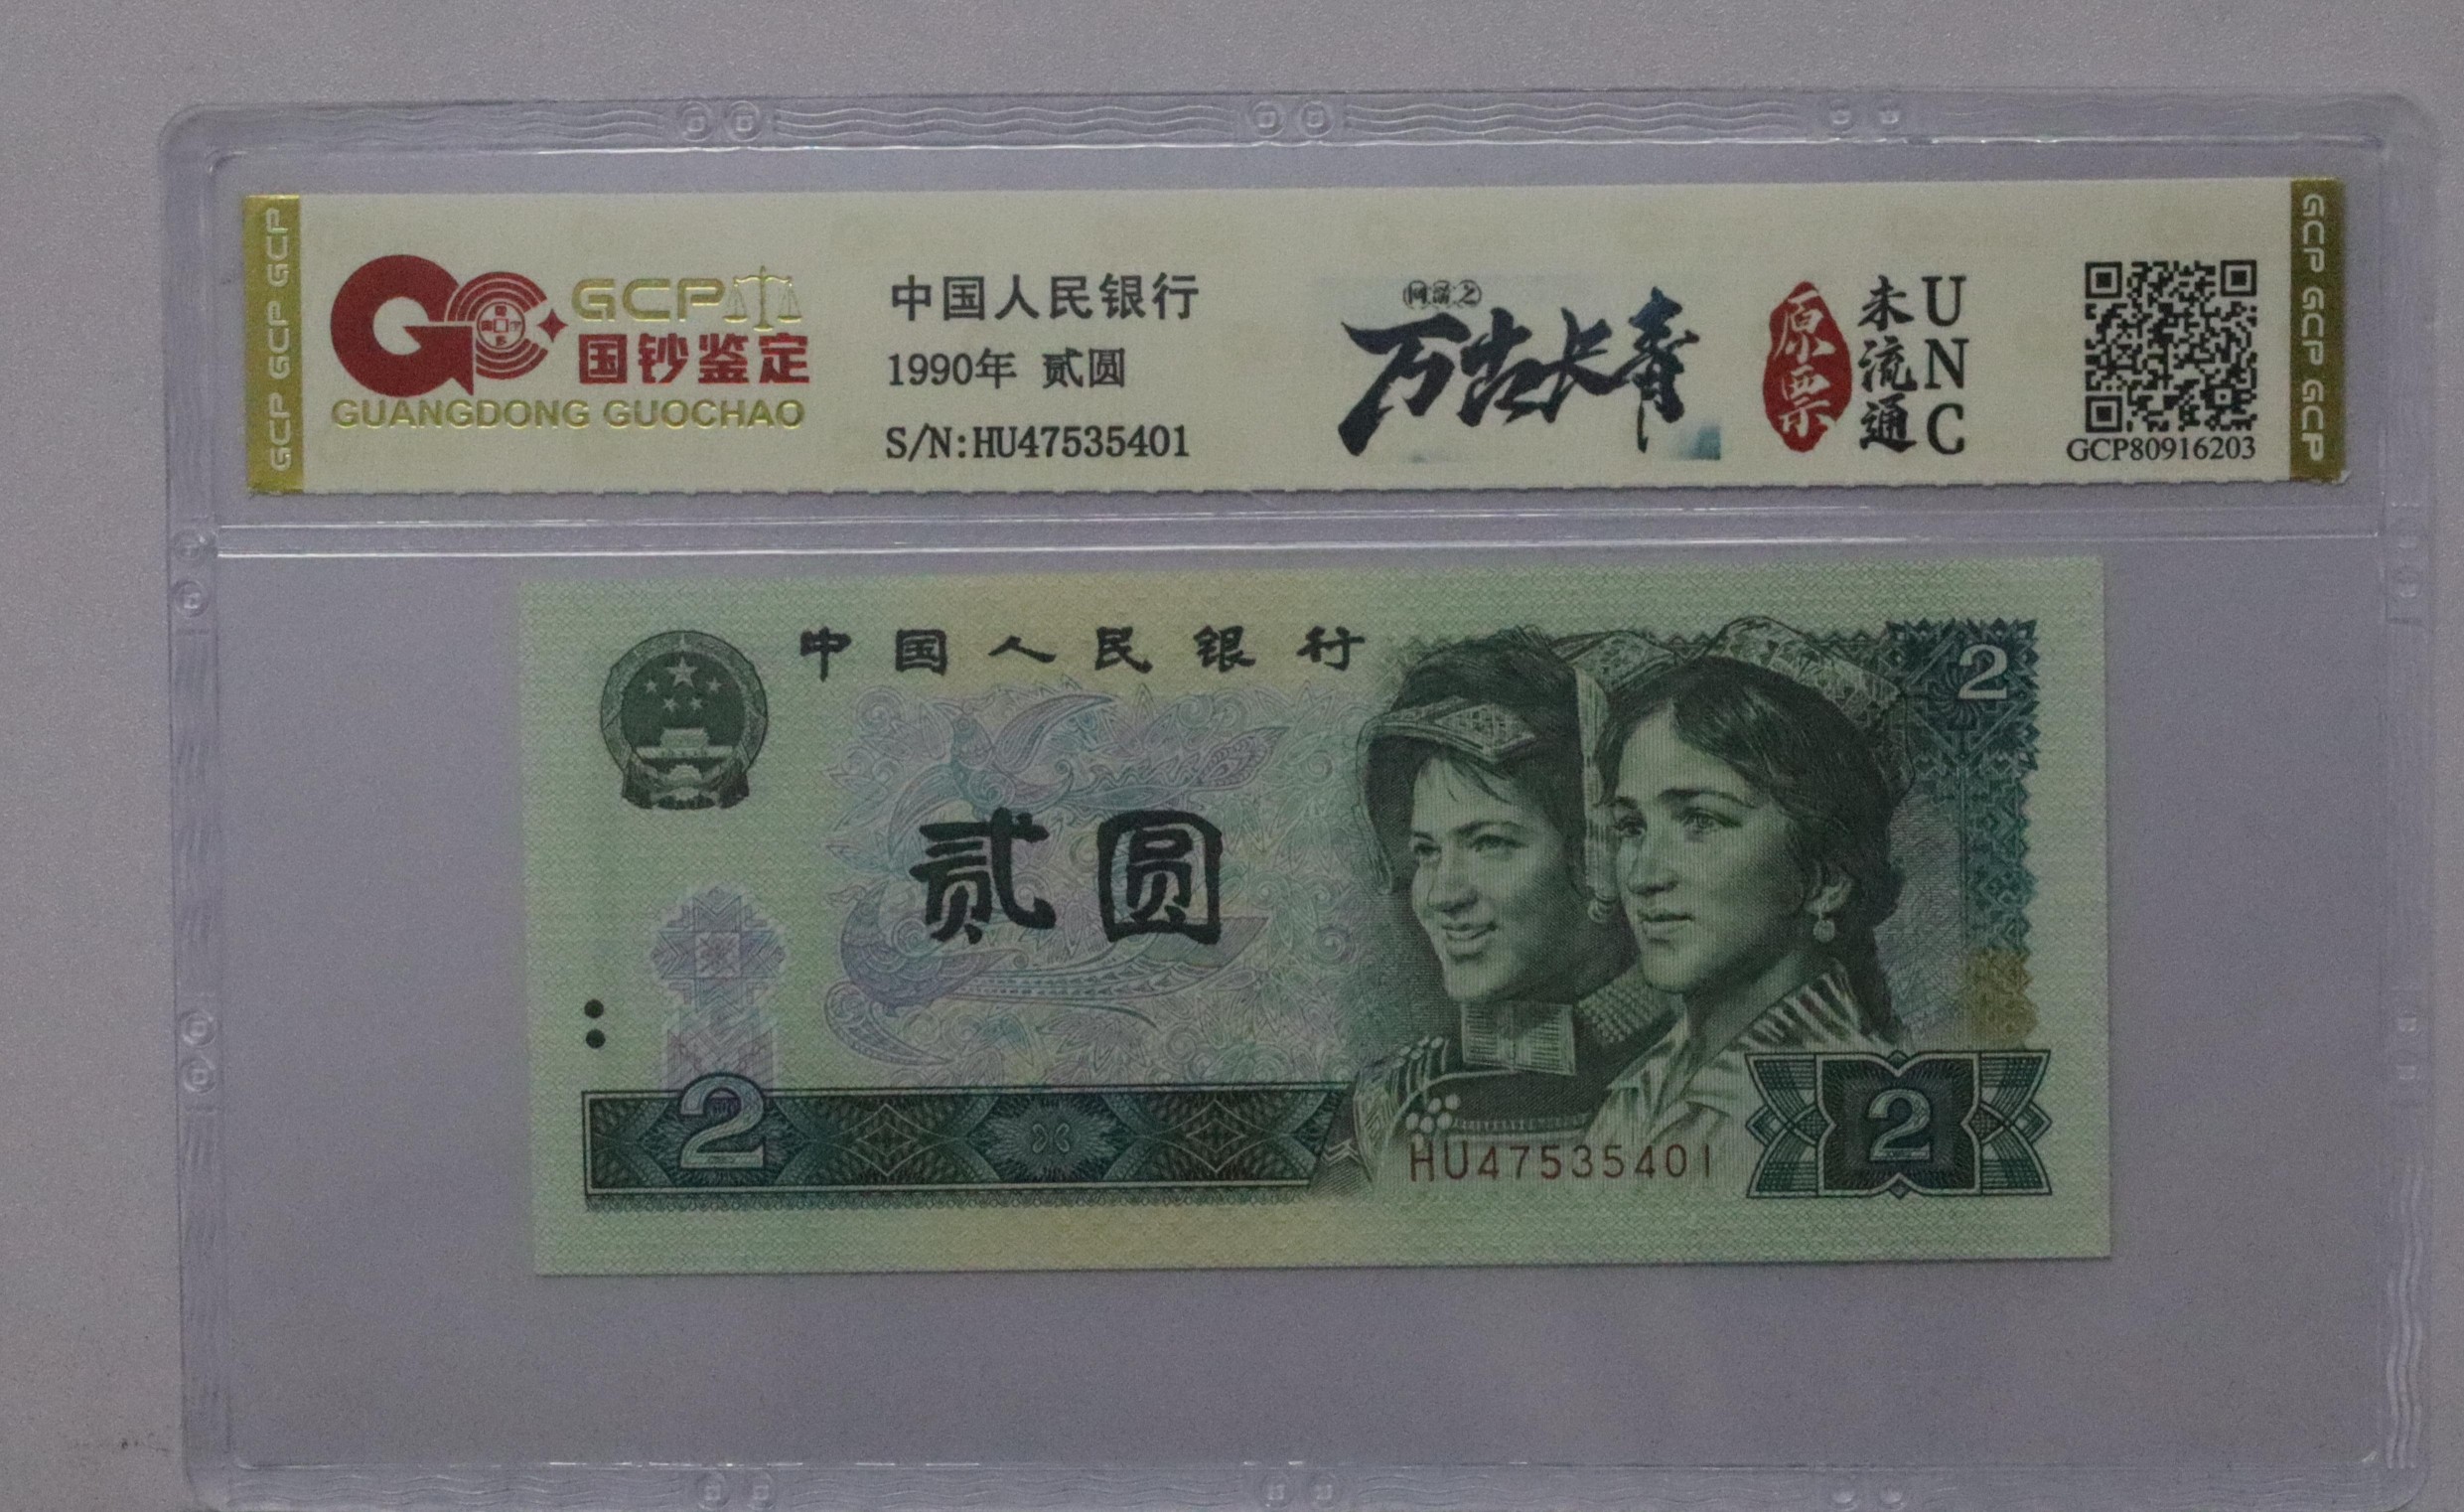 GCP GCP GCP
GCP
国钞鉴定
GUANGDONG GUOCHAO
中国人民银行
1990年 贰圆
S/N:HU47535401
万古长青
原票
未流通
UNC
GCP80916203
GCP GCP GCP
中国人民银行
2
贰圆
2
HU47535401
2